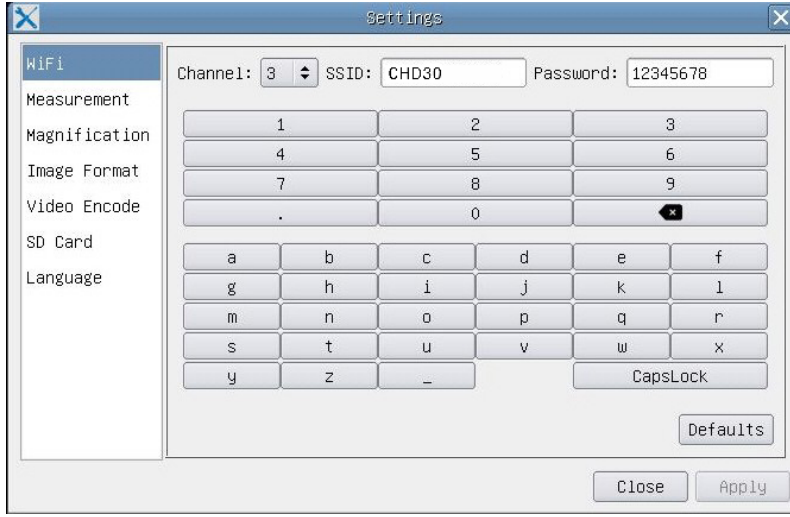 Settings
WiFi
Measurement
Magnification
Image Format
Video Encode
SD Card
Language
Channel: 3 SSID: CHD30 Password: 12345678
1 2 3
4 5 6
7 8 9
. 0
a b c d e f
g h i j k l
m n o p q r
s t u v w x
y z _ CapsLock
Defaults
Close Apply